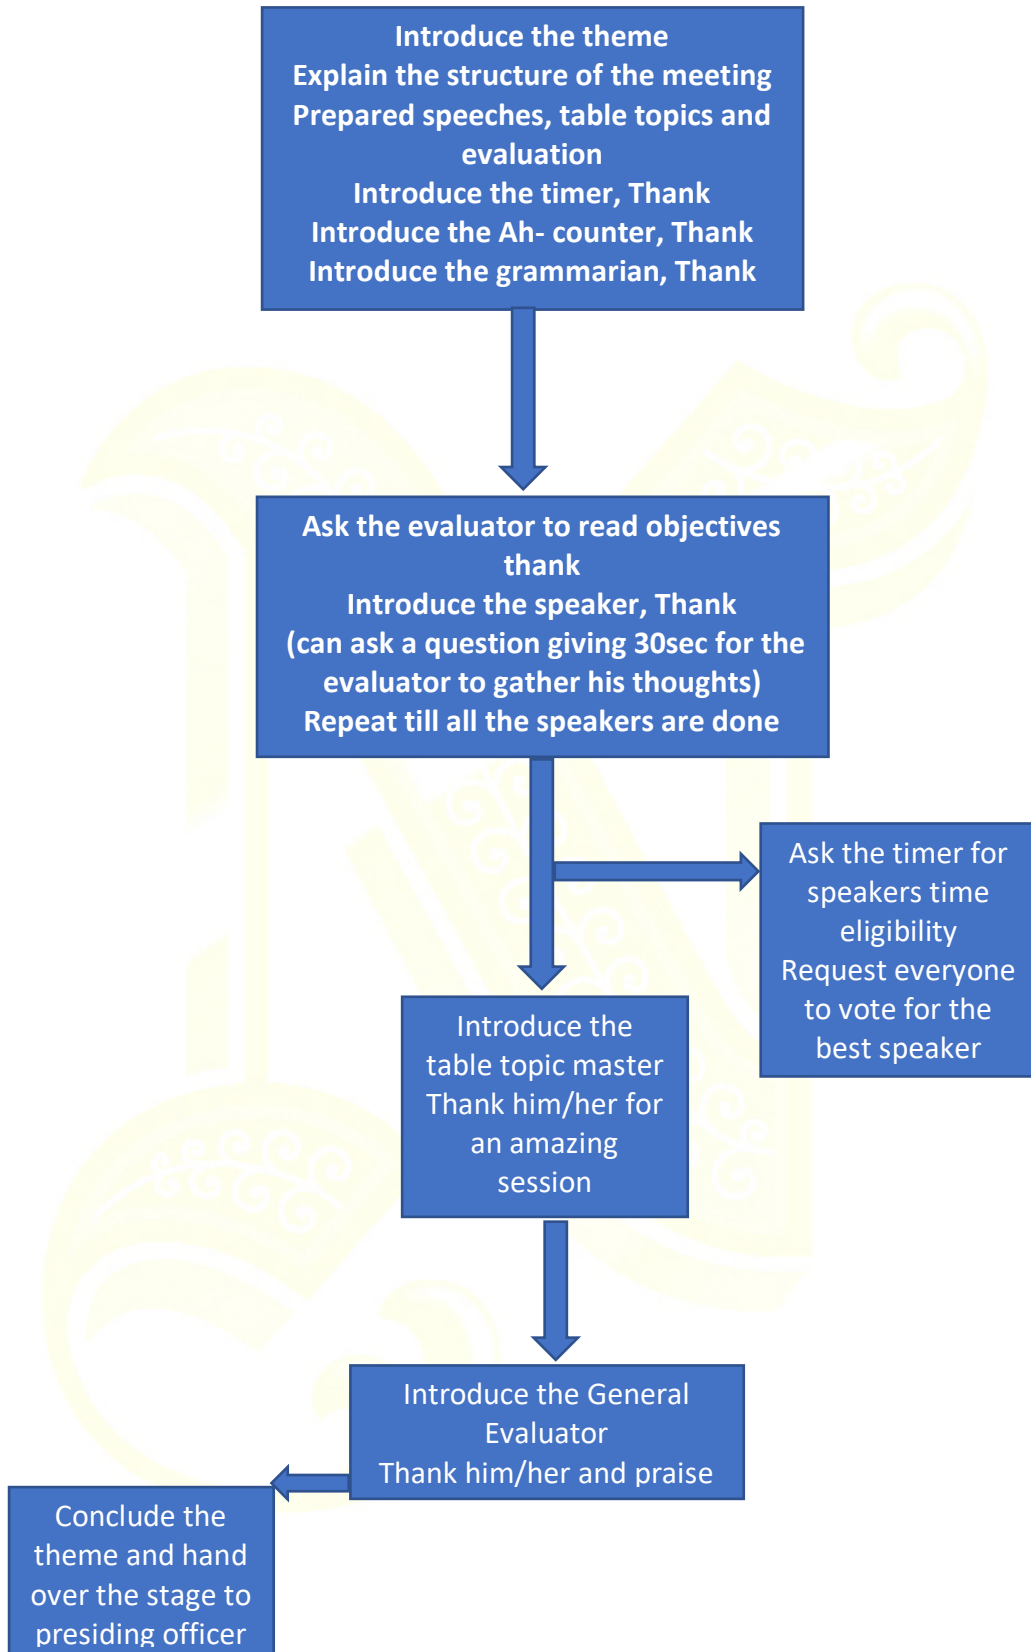 Introduce the theme
Explain the structure of the meeting
Prepared speeches, table topics and
evaluation
Introduce the timer, Thank
Introduce the Ah- counter, Thank
Introduce the grammarian, Thank
Ask the evaluator to read objectives
thank
Introduce the speaker, Thank
(can ask a question giving 30sec for the
evaluator to gather his thoughts)
Repeat till all the speakers are done
Ask the timer for
speakers time
eligibility
Request everyone
to vote for the
best speaker
Introduce the
table topic master
Thank him/her for
an amazing
session
Introduce the General
Evaluator
Thank him/her and praise
Conclude the
theme and hand
over the stage to
presiding officer